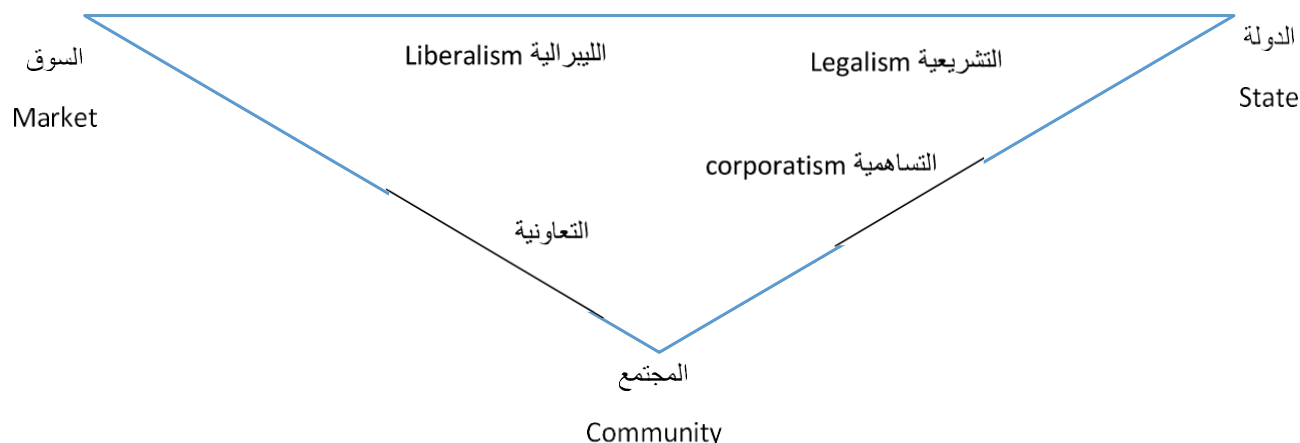 الدولة
السوق
الليبرالية Liberalism
التشريعية Legalism
State
Market
التساهمية corporatism
التعاونية
المجتمع
Community